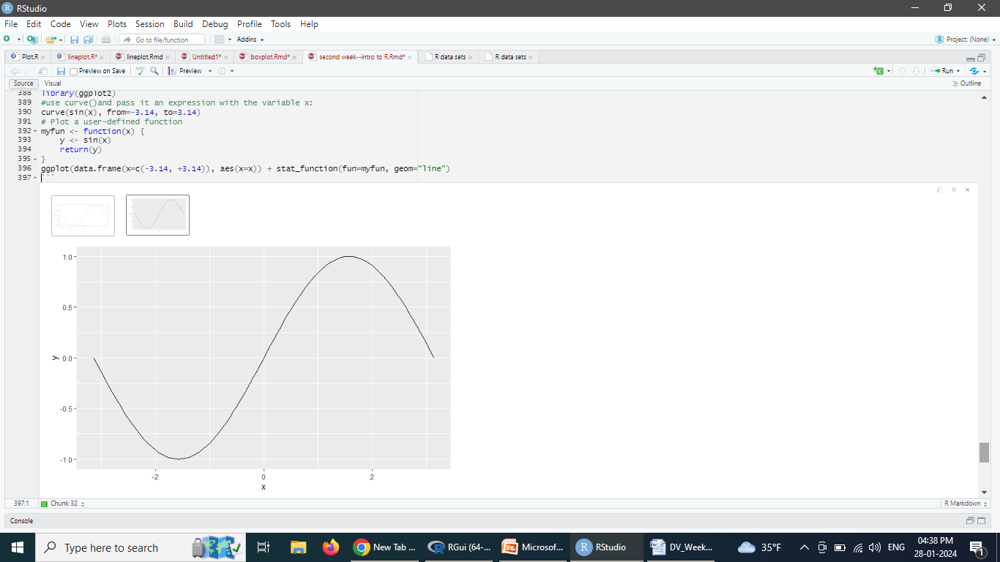 RStudio
File Edit Code View Plots Session Build Debug Profile Tools Help
Go to file/function Addins Project: (None)
Plot.R lineplot.R* lineplot.Rmd Untitled1* boxplot.Rmd* second week--intro to R.Rmd* R data sets R data sets
Preview on Save ABC Preview Run
Source Visual Outline
388 library(ggplot2)
389 #use curve()and pass it an expression with the variable x:
390 curve(sin(x), from=-3.14, to=3.14)
391 # Plot a user-defined function
392 myfun <- function(x) {
393 y <- sin(x)
394 return(y)
395 }
396 ggplot(data.frame(x=c(-3.14, +3.14)), aes(x=x)) + stat_function(fun=myfun, geom="line")
397 ```
1.0
0.5
y 0.0
-0.5
-1.0
-2 0 2
x
397:1 C Chunk 32 R Markdown
Console
Type here to search New Tab ... RGui (64-... Microsof... RStudio DV_Week... 35°F ENG 04:38 PM
28-01-2024 1